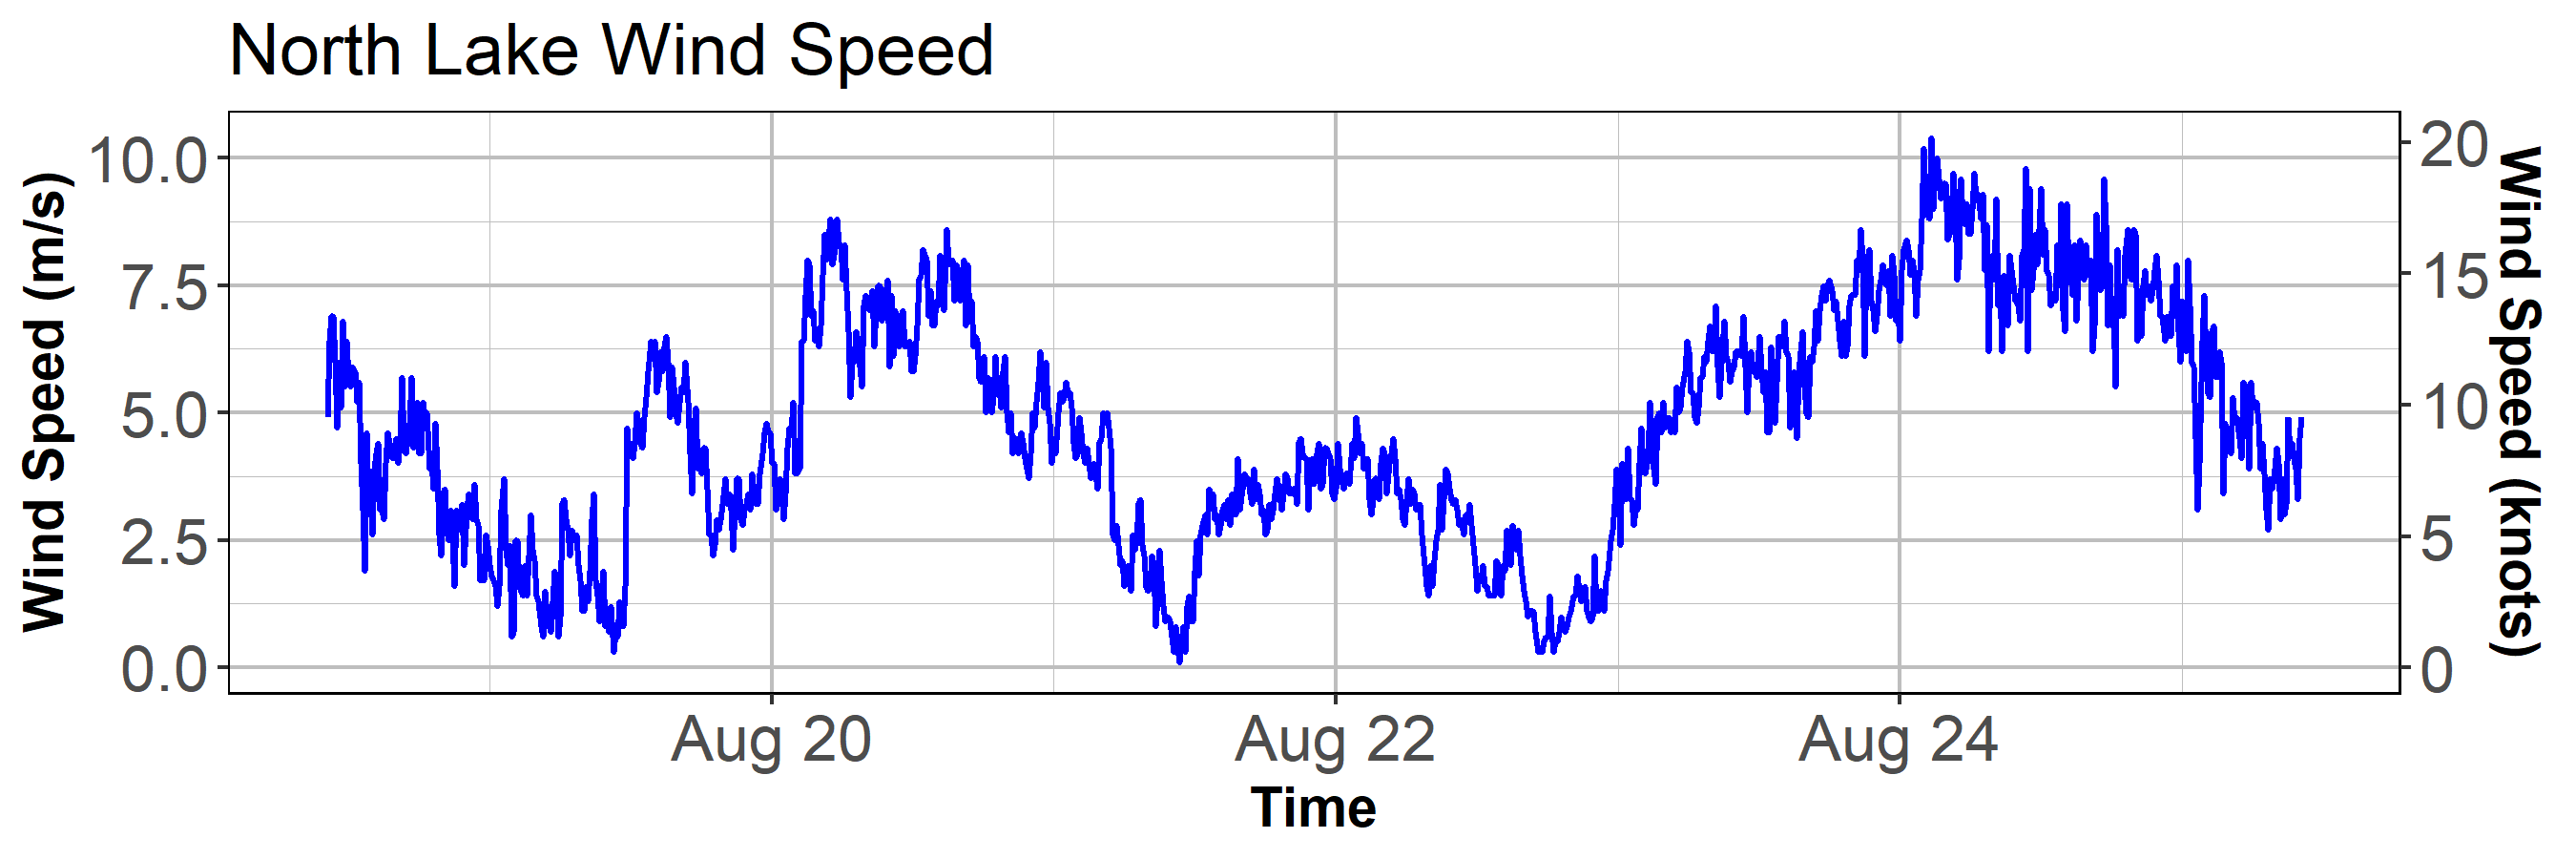 North Lake Wind Speed
Wind Speed (m/s)
10.0
7.5
5.0
2.5
0.0
20
15
10
5
0
Wind Speed (knots)
Aug 20
Aug 22
Aug 24
Time